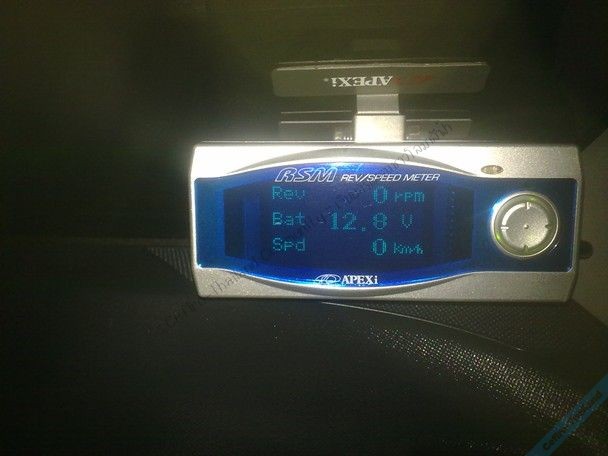 APEXi
RSM REV/SPEED METER
Rev 0 rpm
Bat 12.8 V
Spd 0 km/h
APEXi